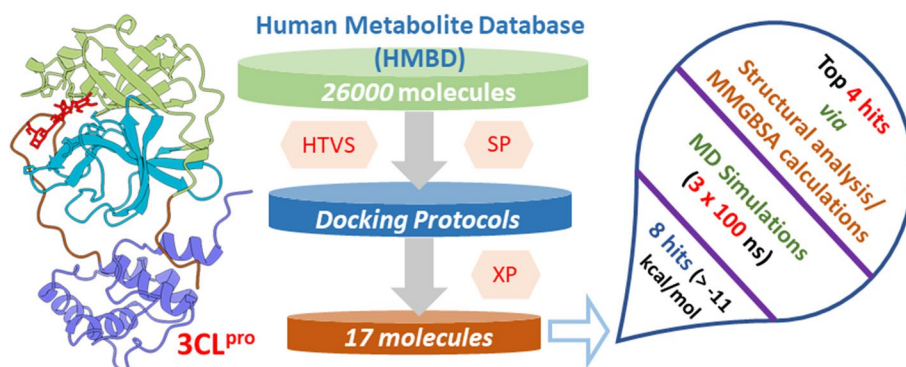 Human Metabolite Database
(HMBD)
26000 molecules
HTVS
SP
Docking Protocols
XP
17 molecules
3CLpro
Top 4 hits
via
Structural analysis/
MMGBSA calculations
MD Simulations
(3 x 100 ns)
8 hits (> -11
kcal/mol